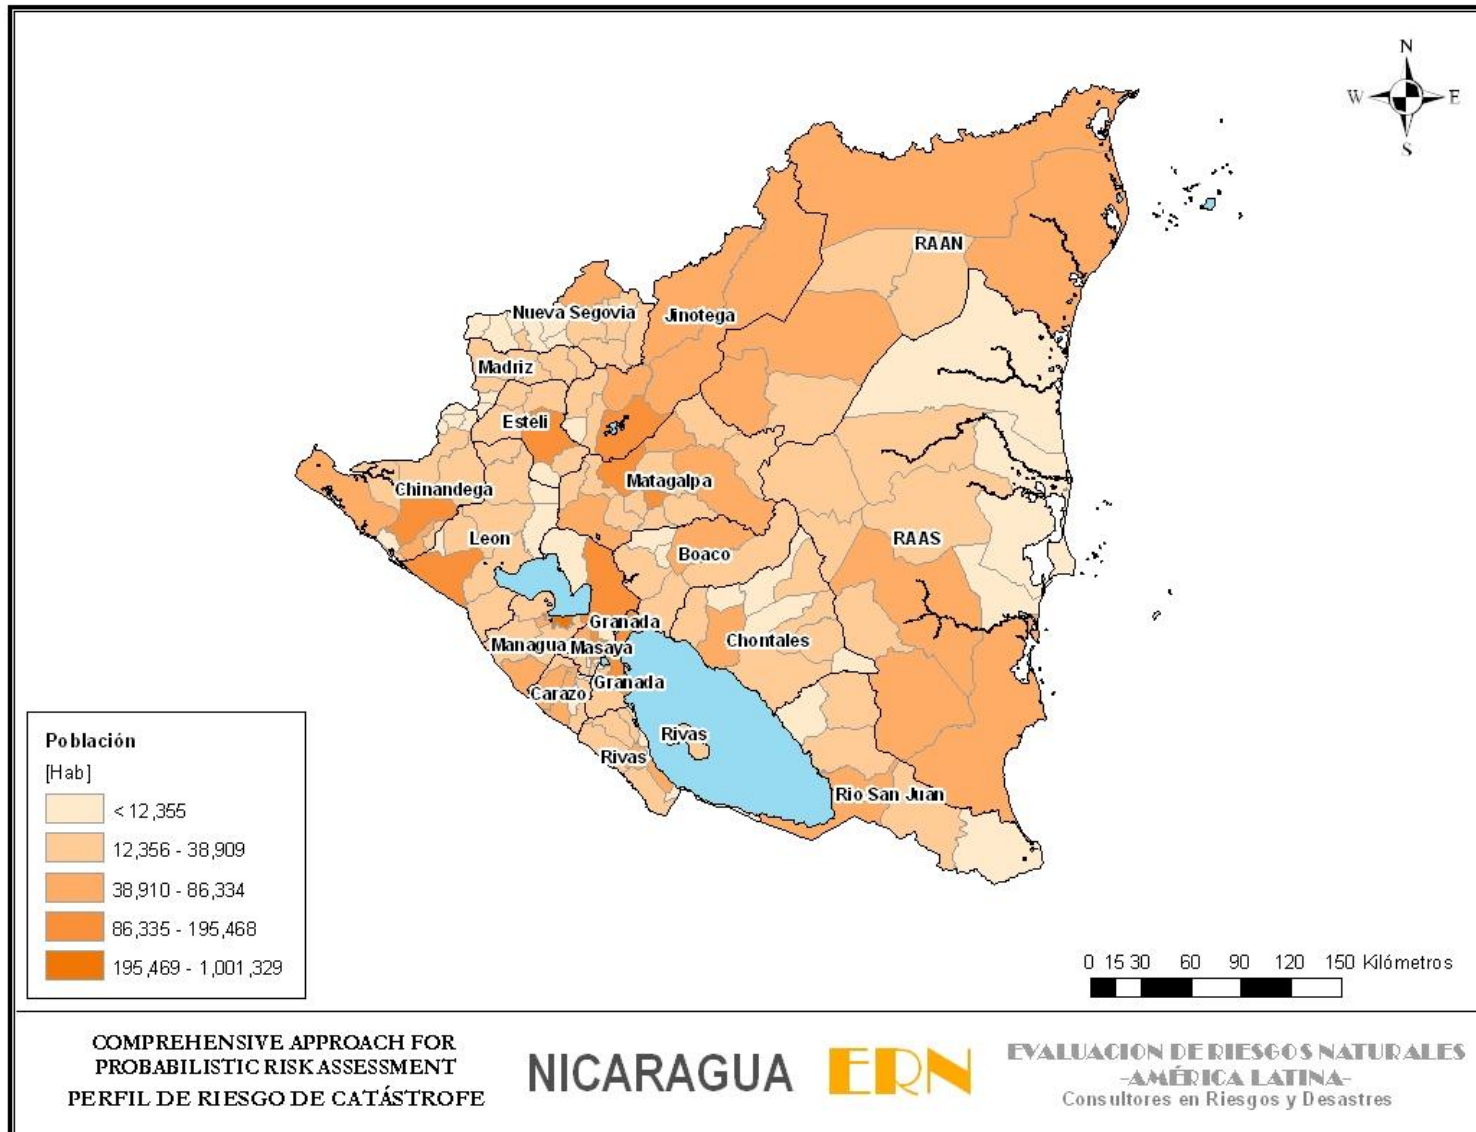 N
W E
S
RAAN
Nueva Segovia
Jinotega
Madriz
Esteli
Matagalpa
Chinandega
Leon
RAAS
Boaco
Granada
Chontales
Managua
Masaya
Granada
Carazo
Rivas
Rivas
Rio San Juan
Población
[Hab]
< 12,355
12,356 - 38,909
38,910 - 86,334
86,335 - 195,468
195,469 - 1,001,329
0 15 30 60 90 120 150 Kilómetros
COMPREHENSIVE APPROACH FOR
PROBABILISTIC RISK ASSESSMENT
PERFIL DE RIESGO DE CATÁSTROFE
NICARAGUA
ERN
EVALUACION DE RIESGOS NATURALES
-AMÉRICA LATINA-
Consultores en Riesgos y Desastres